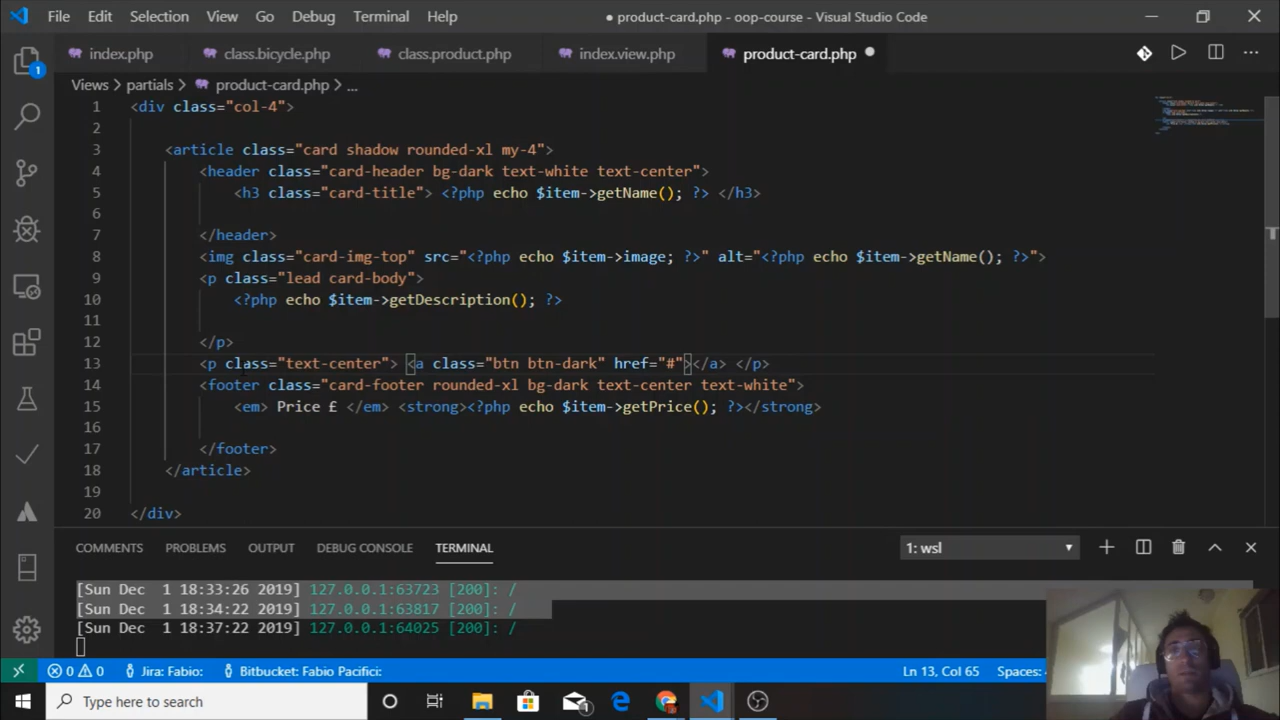 File Edit Selection View Go Debug Terminal Help
● product-card.php - oop-course - Visual Studio Code
index.php class.bicycle.php class.product.php index.view.php product-card.php ●
1
Views > partials > product-card.php > ...
1 <div class="col-4">
2
3 <article class="card shadow rounded-xl my-4">
4 <header class="card-header bg-dark text-white text-center">
5 <h3 class="card-title"> <?php echo $item->getName(); ?> </h3>
6
7 </header>
8 <img class="card-img-top" src="<?php echo $item->image; ?>" alt="<?php echo $item->getName(); ?>">
9 <p class="lead card-body">
10 <?php echo $item->getDescription(); ?>
11
12 </p>
13 <p class="text-center"> <a class="btn btn-dark" href="#"></a> </p>
14 <footer class="card-footer rounded-xl bg-dark text-center text-white">
15 <em> Price £ </em> <strong><?php echo $item->getPrice(); ?></strong>
16
17 </footer>
18 </article>
19
20 </div>
COMMENTS PROBLEMS OUTPUT DEBUG CONSOLE TERMINAL 1: wsl
[Sun Dec 1 18:33:26 2019] 127.0.0.1:63723 [200]: /
[Sun Dec 1 18:34:22 2019] 127.0.0.1:63817 [200]: /
[Sun Dec 1 18:37:22 2019] 127.0.0.1:64025 [200]: /
0 0 Jira: Fabio: Bitbucket: Fabio Pacifici: Ln 13, Col 65 Spaces:
Type here to search
1